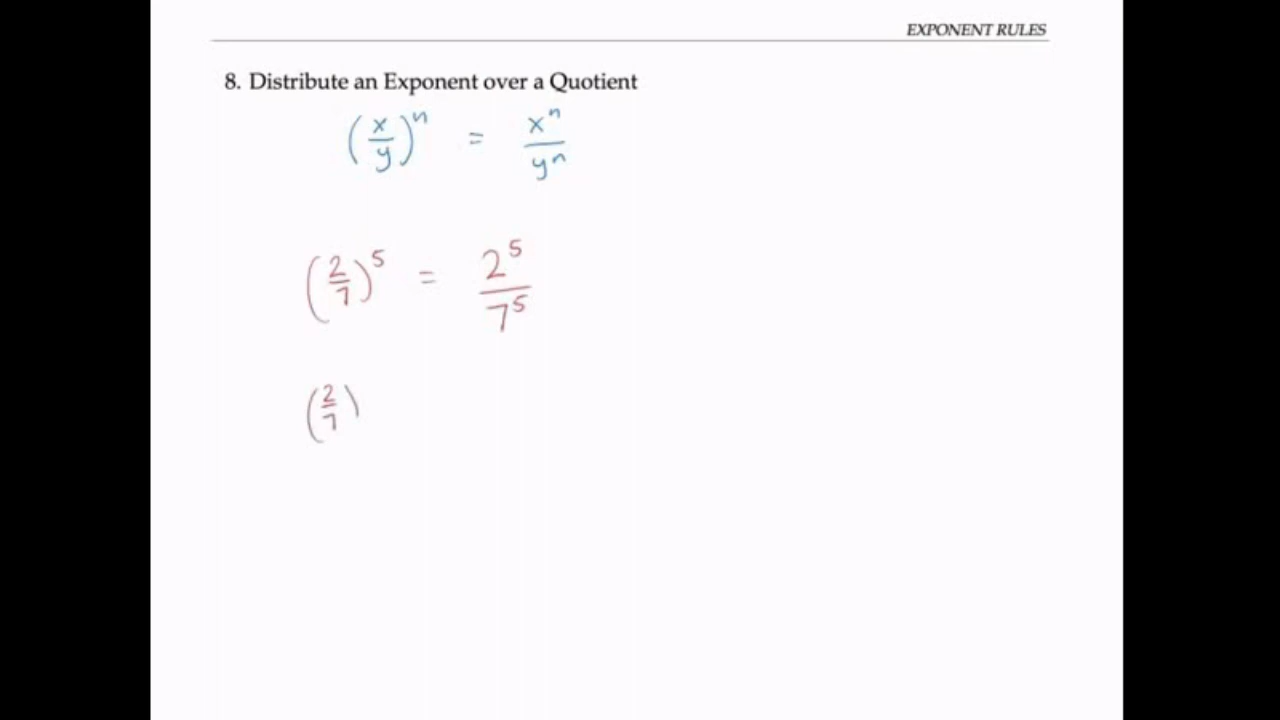 EXPONENT RULES
8. Distribute an Exponent over a Quotient
(x/y)^n = x^n/y^n
(2/7)^5 = 2^5/7^5
(2/7)